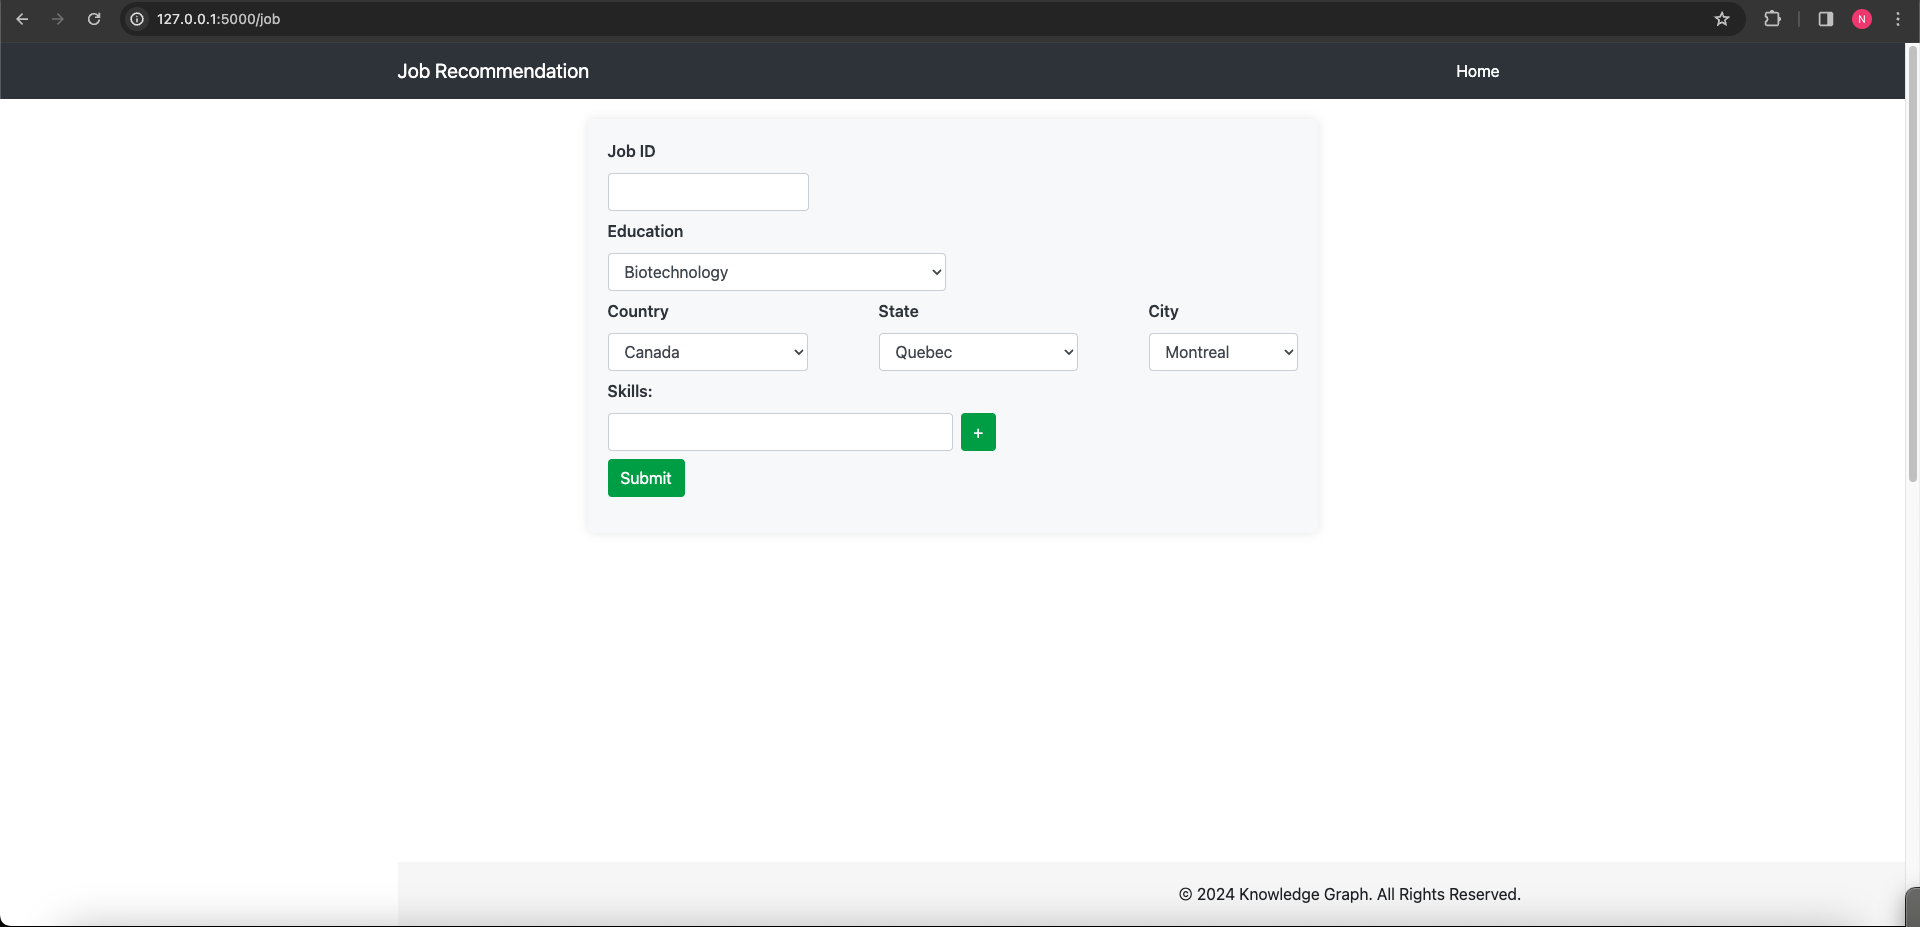 127.0.0.1:5000/job
N
Job Recommendation
Home
Job ID
Education
Biotechnology
Country State City
Canada Quebec Montreal
Skills:
+
Submit
© 2024 Knowledge Graph. All Rights Reserved.